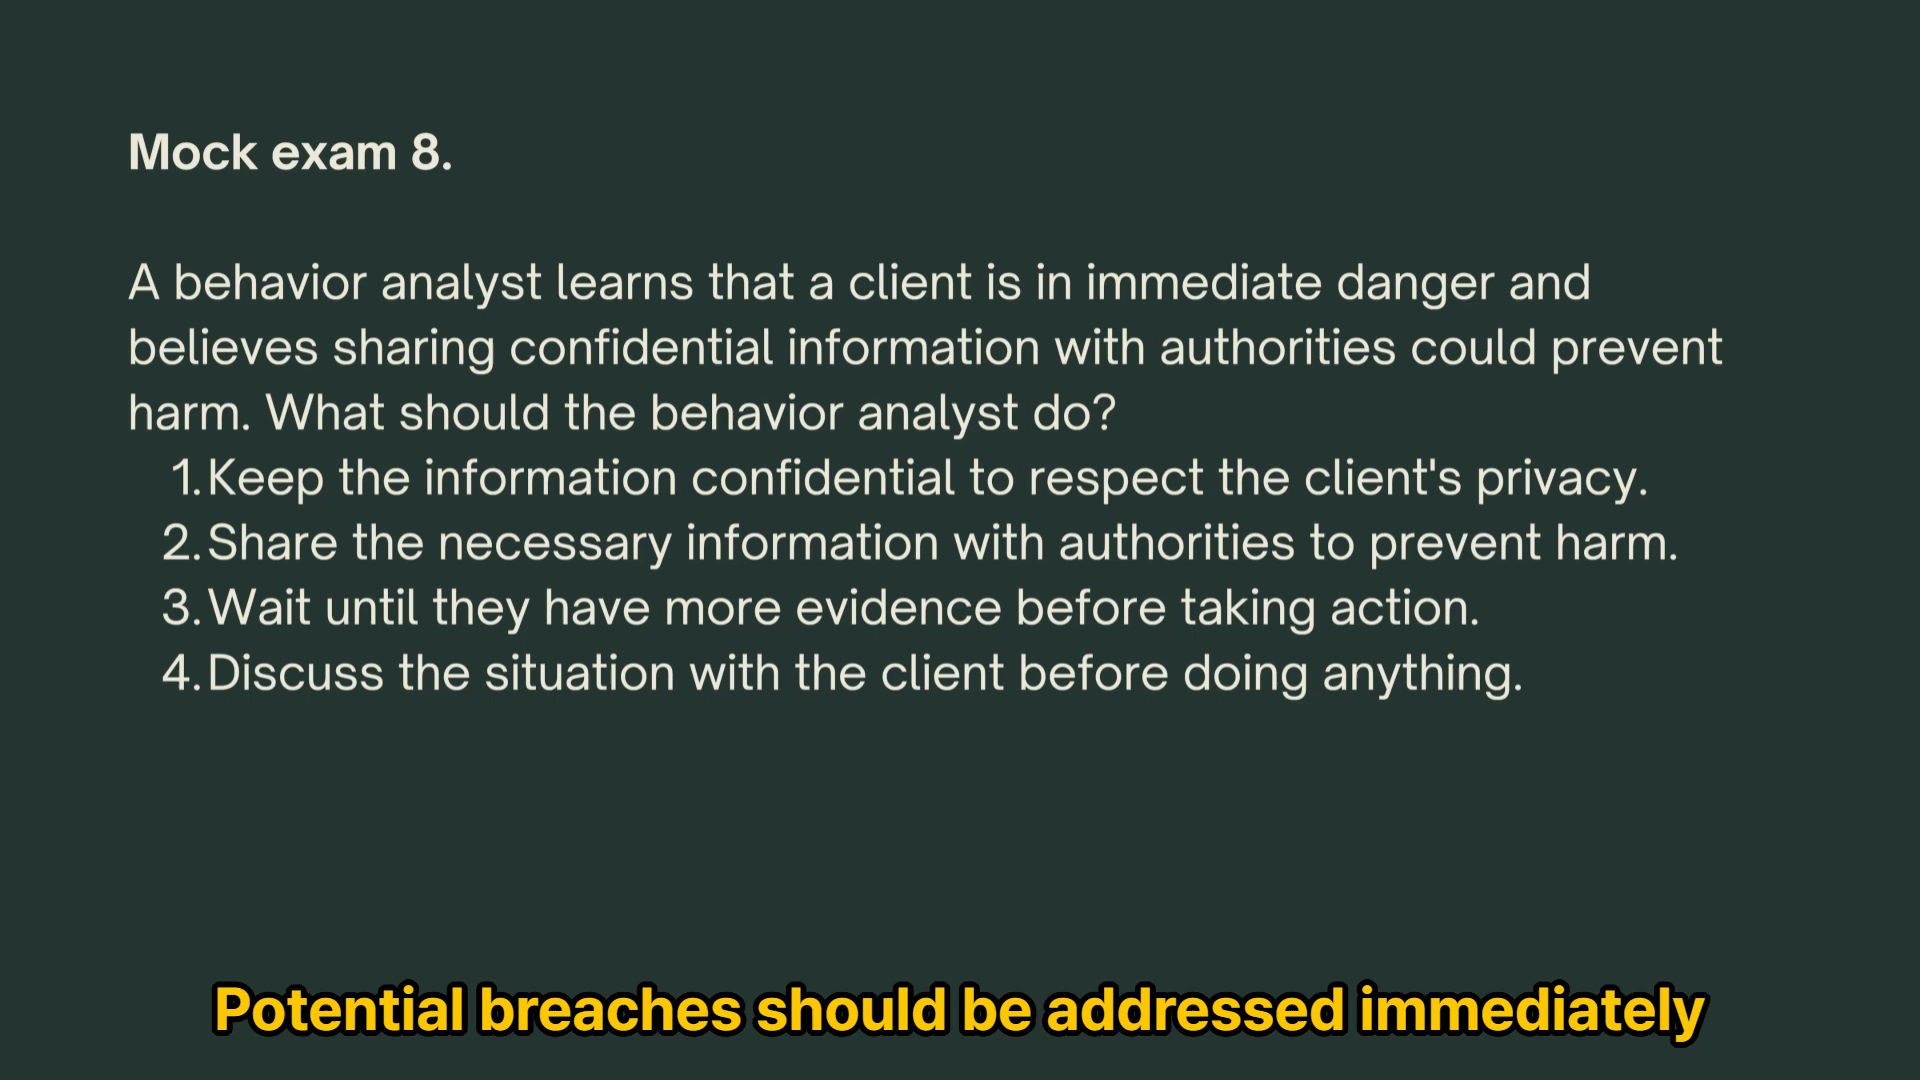 Mock exam 8.
A behavior analyst learns that a client is in immediate danger and
believes sharing confidential information with authorities could prevent
harm. What should the behavior analyst do?
1. Keep the information confidential to respect the client's privacy.
2. Share the necessary information with authorities to prevent harm.
3. Wait until they have more evidence before taking action.
4. Discuss the situation with the client before doing anything.
Potential breaches should be addressed immediately